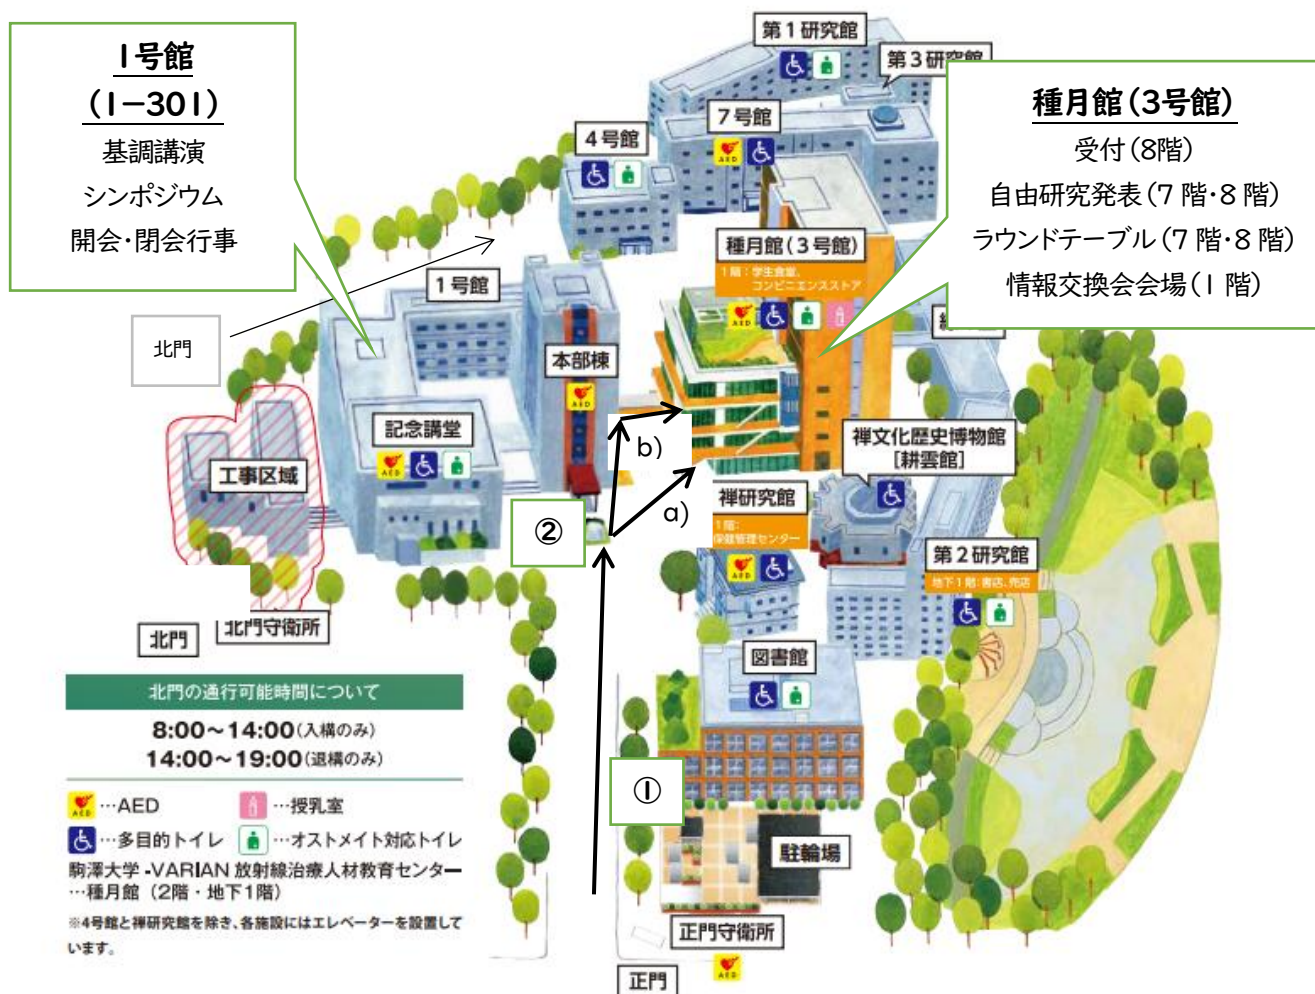 1号館
(1−301)
基調講演
シンポジウム
開会・閉会行事
第1研究館
第3研究館
種月館(3号館)
受付(8階)
自由研究発表(7階・8階)
ラウンドテーブル(7階・8階)
情報交換会会場(1階)
7号館
AED
4号館
種月館(3号館)
1階:学生食堂、
コンビニエンスストア
AED
1号館
北門
本部棟
AED
記念講堂
AED
工事区域
b)
a)
②
禅文化歴史博物館
[耕雲館]
禅研究館
1階:
保健管理センター
AED
第2研究館
地下1階:書店、売店
北門守衛所
北門
図書館
北門の通行可能時間について
8:00〜14:00(入構のみ)
14:00〜19:00(退構のみ)
①
AED …AED
…授乳室
…多目的トイレ
…オストメイト対応トイレ
駒澤大学-VARIAN 放射線治療人材教育センター
…種月館(2階・地下1階)
※4号館と禅研究館を除き、各施設にはエレベーターを設置して
います。
駐輪場
正門守衛所
AED
正門